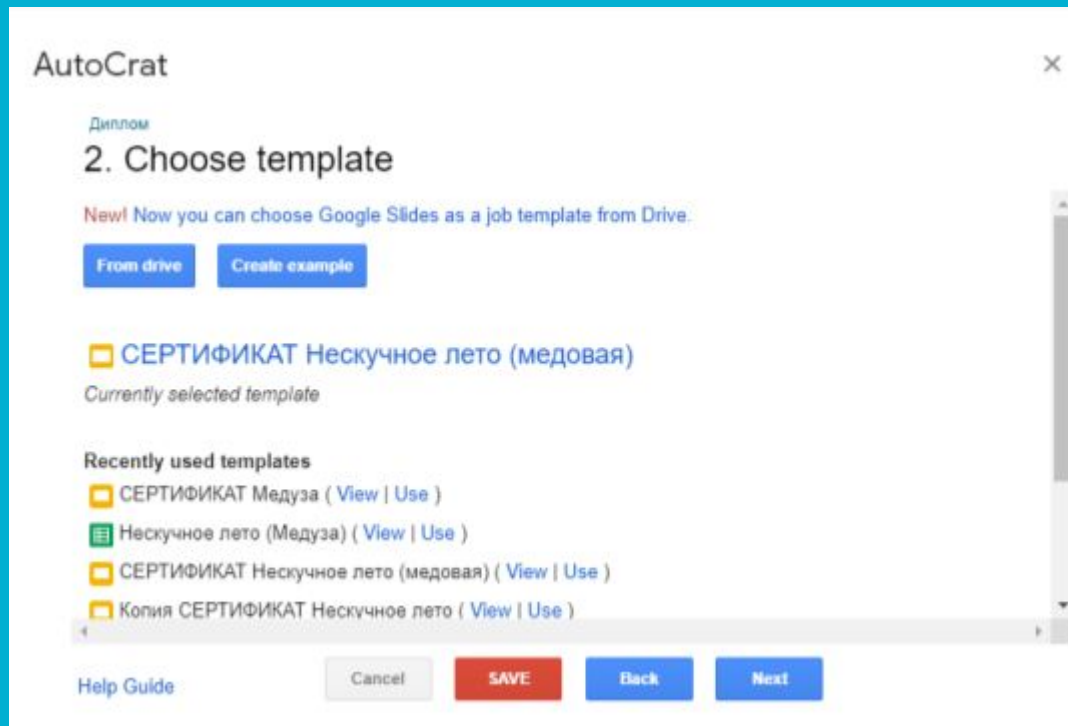 AutoCrat
Диплом
2. Choose template
New! Now you can choose Google Slides as a job template from Drive.
From drive Create example
СЕРТИФИКАТ Нескучное лето (медовая)
Currently selected template
Recently used templates
СЕРТИФИКАТ Медуза ( View | Use )
Нескучное лето (Медуза) ( View | Use )
СЕРТИФИКАТ Нескучное лето (медовая) ( View | Use )
Копия СЕРТИФИКАТ Нескучное лето ( View | Use )
Help Guide Cancel SAVE Back Next